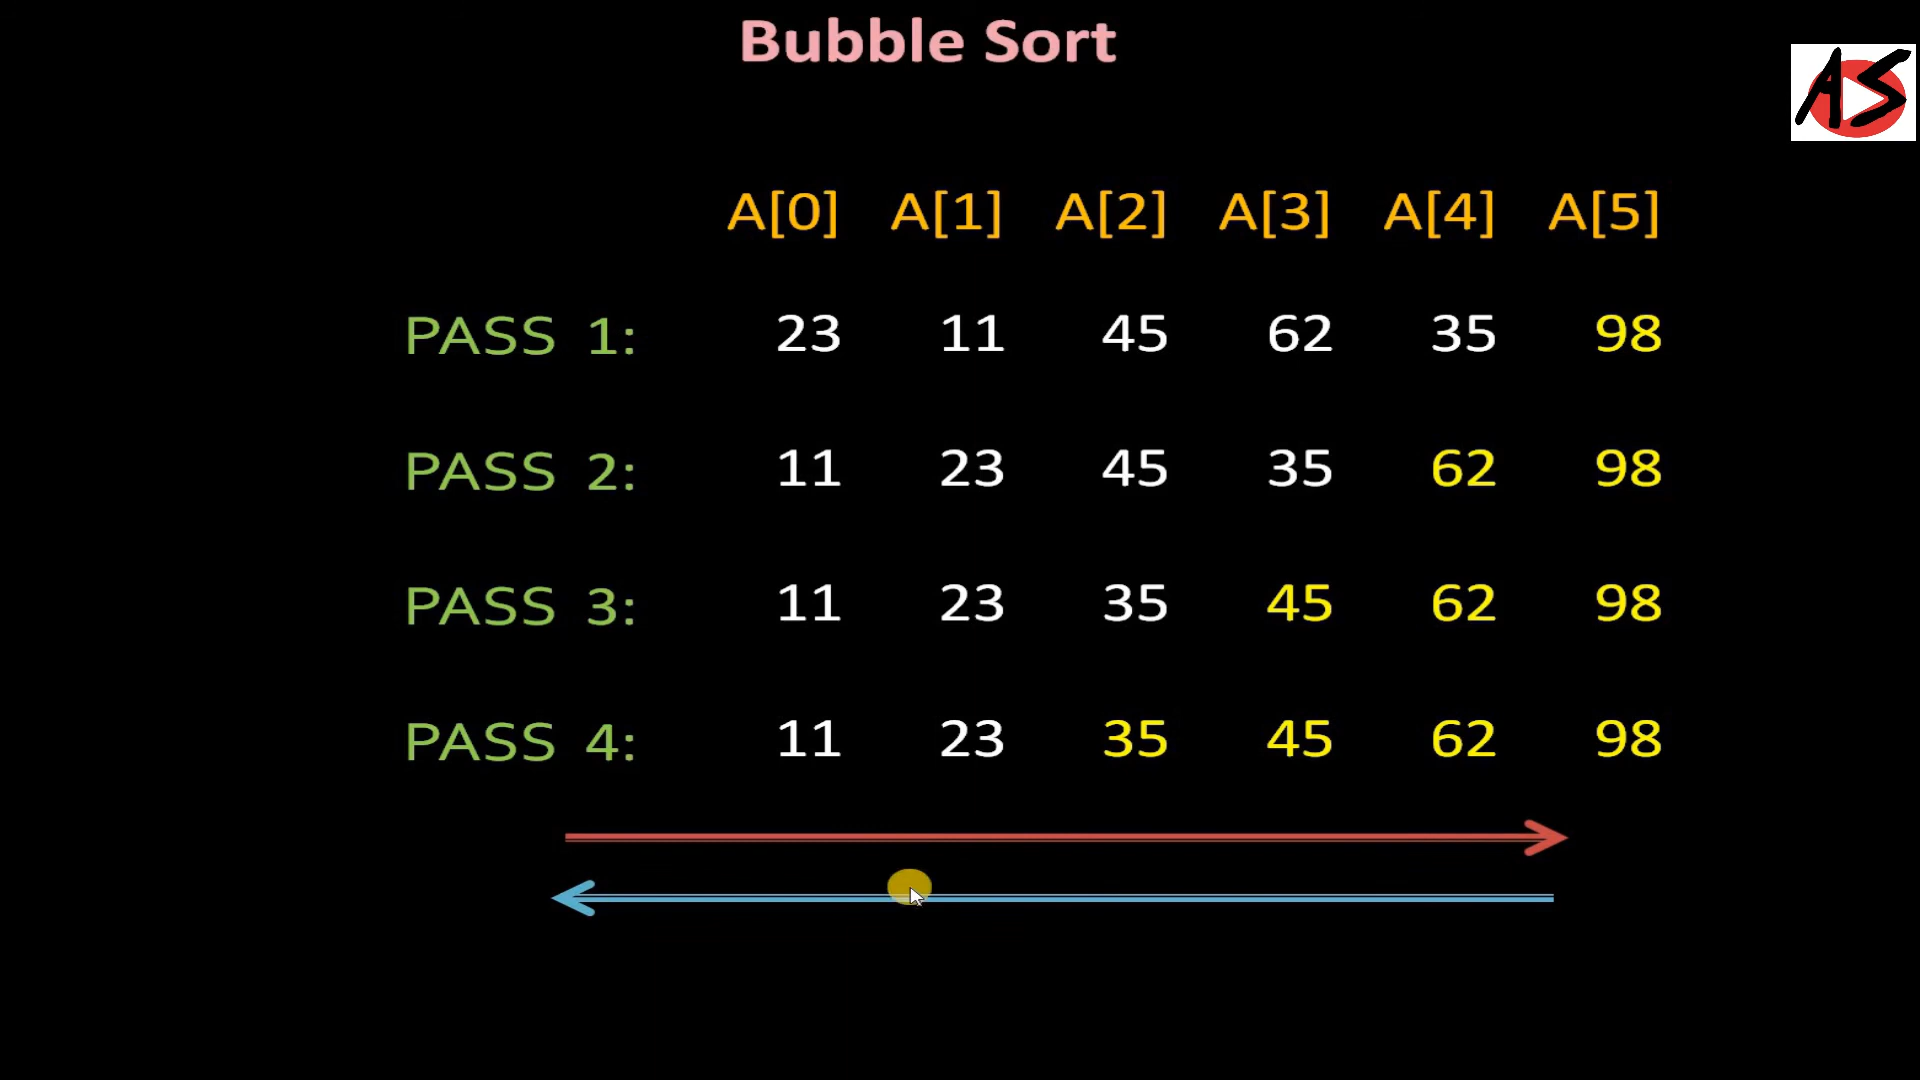 Bubble Sort
AS
A[0] A[1] A[2] A[3] A[4] A[5]
PASS 1: 23 11 45 62 35 98
PASS 2: 11 23 45 35 62 98
PASS 3: 11 23 35 45 62 98
PASS 4: 11 23 35 45 62 98